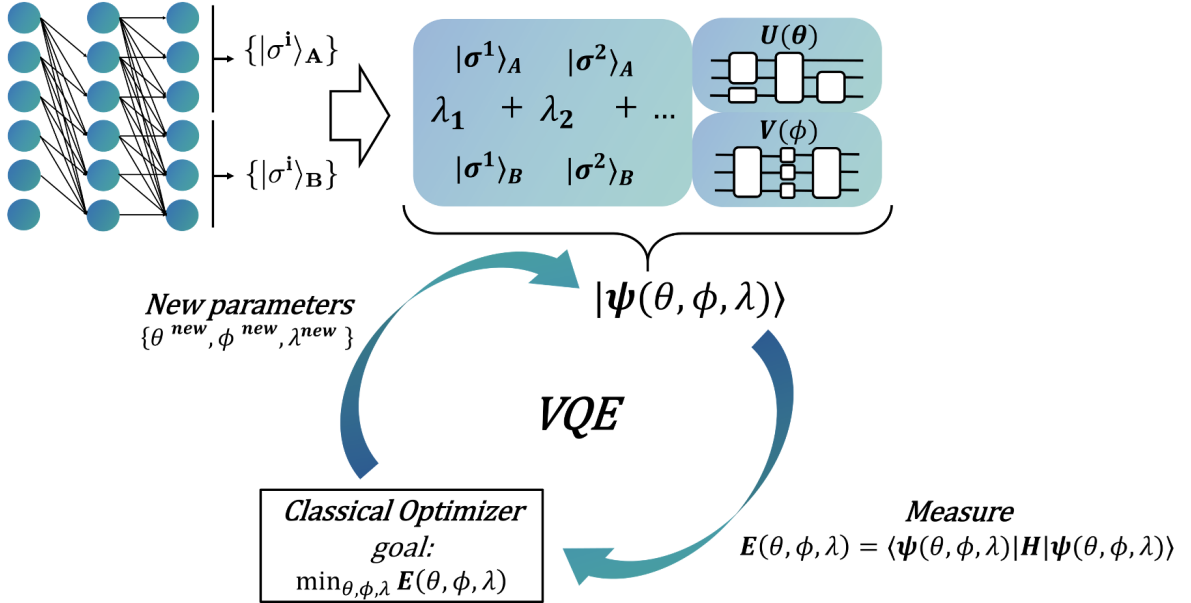 {|σ^i⟩_A}
{|σ^i⟩_B}
|σ^1⟩_A |σ^2⟩_A
λ_1 + λ_2 + ...
|σ^1⟩_B |σ^2⟩_B
U(θ)
V(ϕ)
|ψ(θ, ϕ, λ)⟩
New parameters
{θ^new, ϕ^new, λ^new}
VQE
Classical Optimizer
goal:
min_θ,ϕ,λ E(θ, ϕ, λ)
Measure
E(θ, ϕ, λ) = ⟨ψ(θ, ϕ, λ)|H|ψ(θ, ϕ, λ)⟩